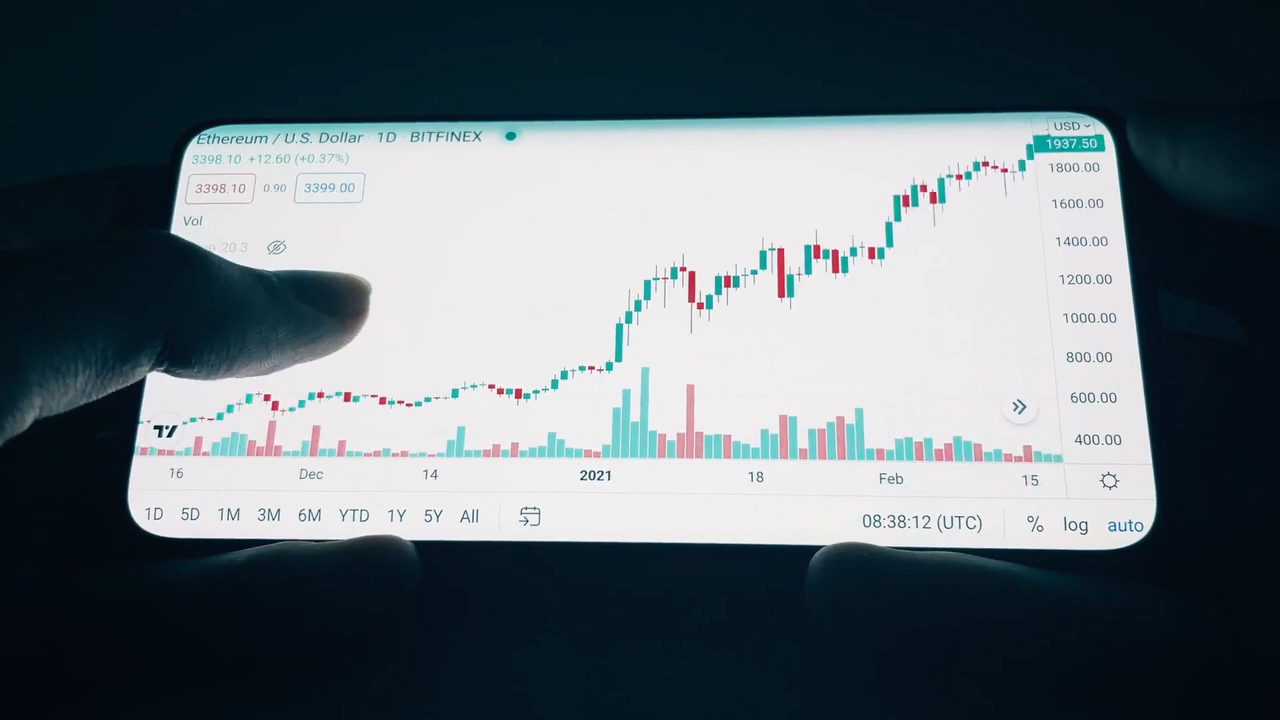 Ethereum / U.S. Dollar 1D BITFINEX
USD
3398.10 +12.60 (+0.37%)
1937.50
3398.10 0.90 3399.00
1800.00
Vol
1600.00
20 3
1400.00
1200.00
1000.00
800.00
600.00
400.00
16 Dec 14 2021 18 Feb 15
1D 5D 1M 3M 6M YTD 1Y 5Y All
08:38:12 (UTC) % log auto